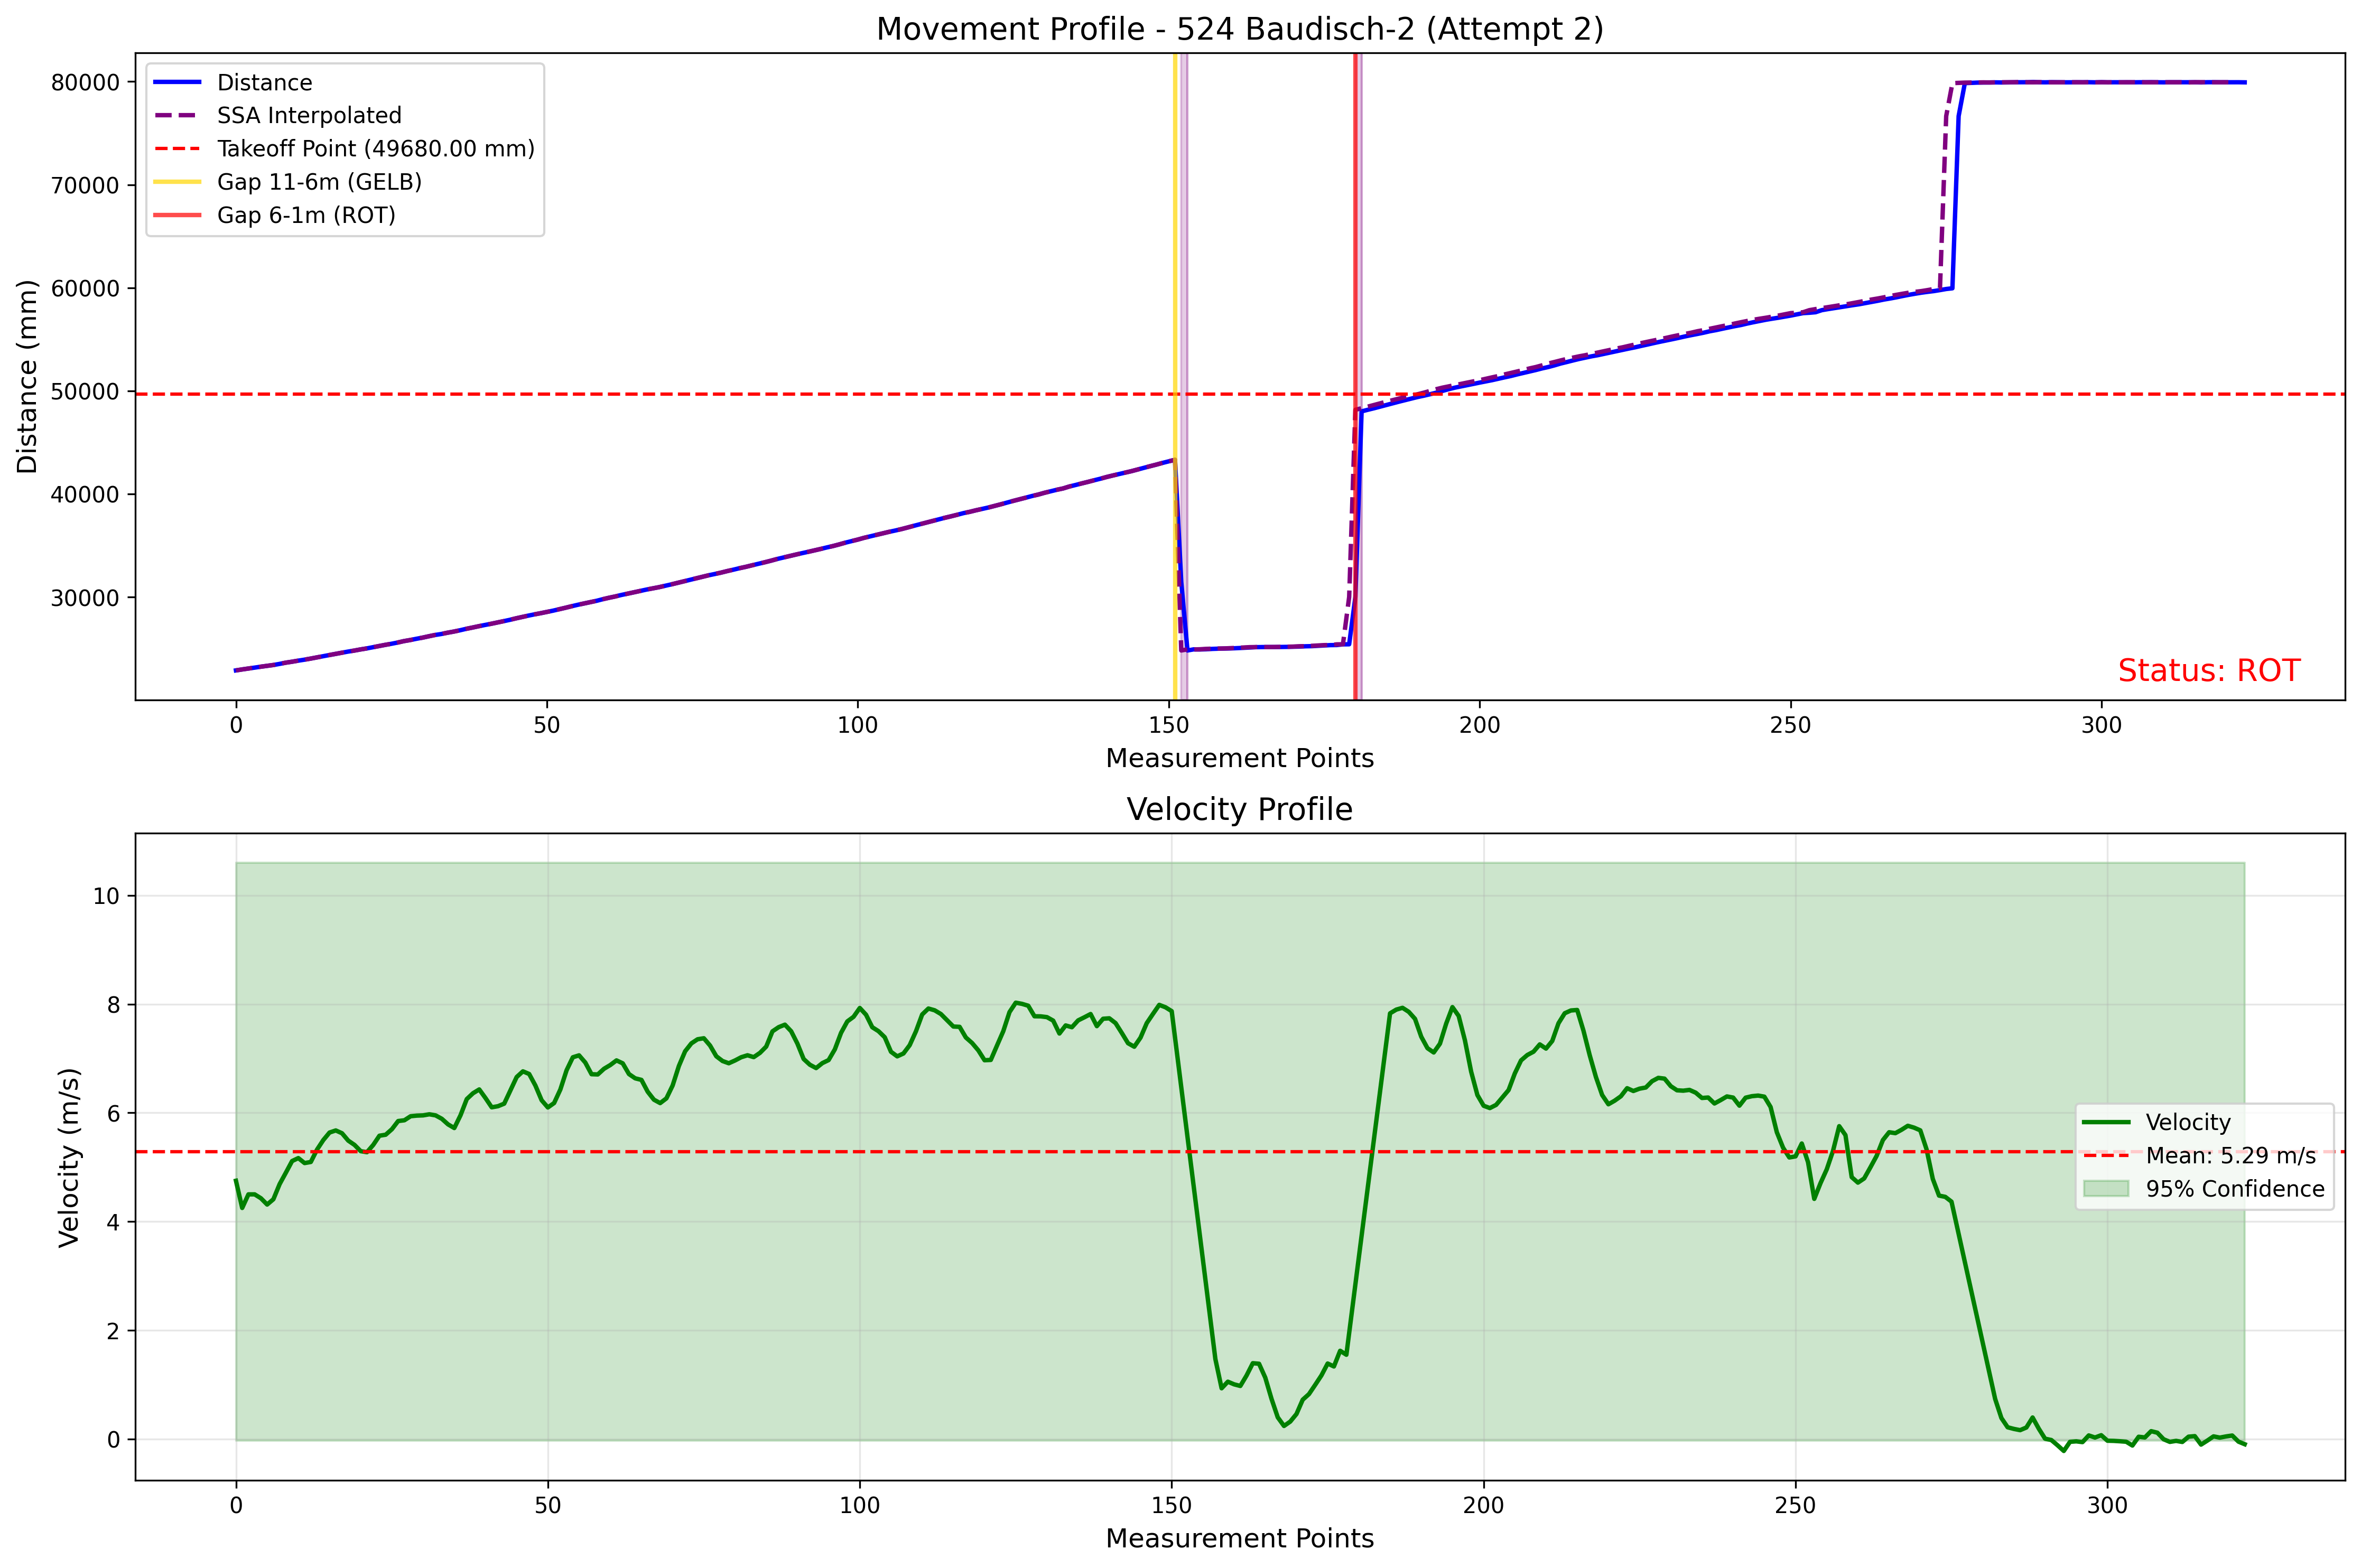 Movement Profile - 524 Baudisch-2 (Attempt 2)
Distance
SSA Interpolated
Takeoff Point (49680.00 mm)
Gap 11-6m (GELB)
Gap 6-1m (ROT)
Distance (mm)
80000
70000
60000
50000
40000
30000
Status: ROT
0 50 100 150 200 250 300
Measurement Points
Velocity Profile
Velocity (m/s)
10
8
6
4
2
0
Velocity
Mean: 5.29 m/s
95% Confidence
0 50 100 150 200 250 300
Measurement Points